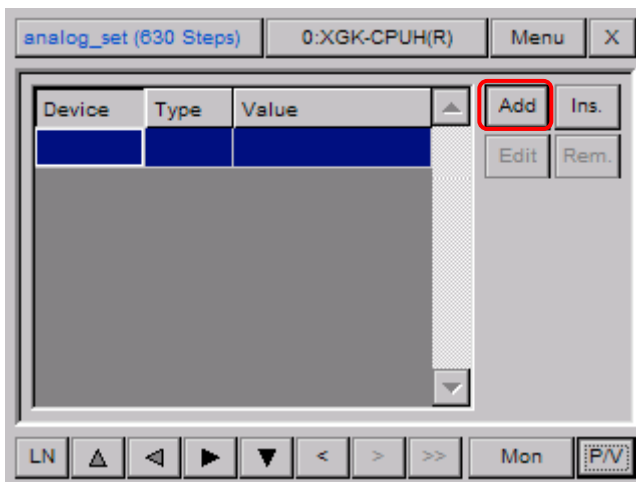 analog_set (630 Steps) 0:XGK-CPUH(R) Menu X
Device Type Value Add Ins.
Edit Rem.
LN < > >> Mon P/V